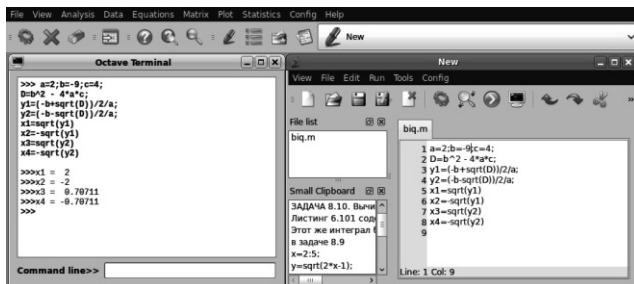 File View Analysis Data Equations Matrix Plot Statistics Config Help
New
Octave Terminal
>>> a=2;b=-9;c=4;
D=b^2 - 4*a*c;
y1=(-b+sqrt(D))/2/a;
y2=(-b-sqrt(D))/2/a;
x1=sqrt(y1)
x2=-sqrt(y1)
x3=sqrt(y2)
x4=-sqrt(y2)
>>>x1 = 2
>>>x2 = -2
>>>x3 = 0.70711
>>>x4 = -0.70711
>>>
Command line>>
New
View File Edit Run Tools Config
File list
biq.m
Small Clipboard
ЗАДАЧА 8.10. Вычи
Листинг 6.101 сод
Этот же интеграл
в задаче 8.9
x=2:5;
y=sqrt(2*x-1);
biq.m
1 a=2;b=-9;c=4;
2 D=b^2 - 4*a*c;
3 y1=(-b+sqrt(D))/2/a;
4 y2=(-b-sqrt(D))/2/a;
5 x1=sqrt(y1)
6 x2=-sqrt(y1)
7 x3=sqrt(y2)
8 x4=-sqrt(y2)
9
Line: 1 Col: 9